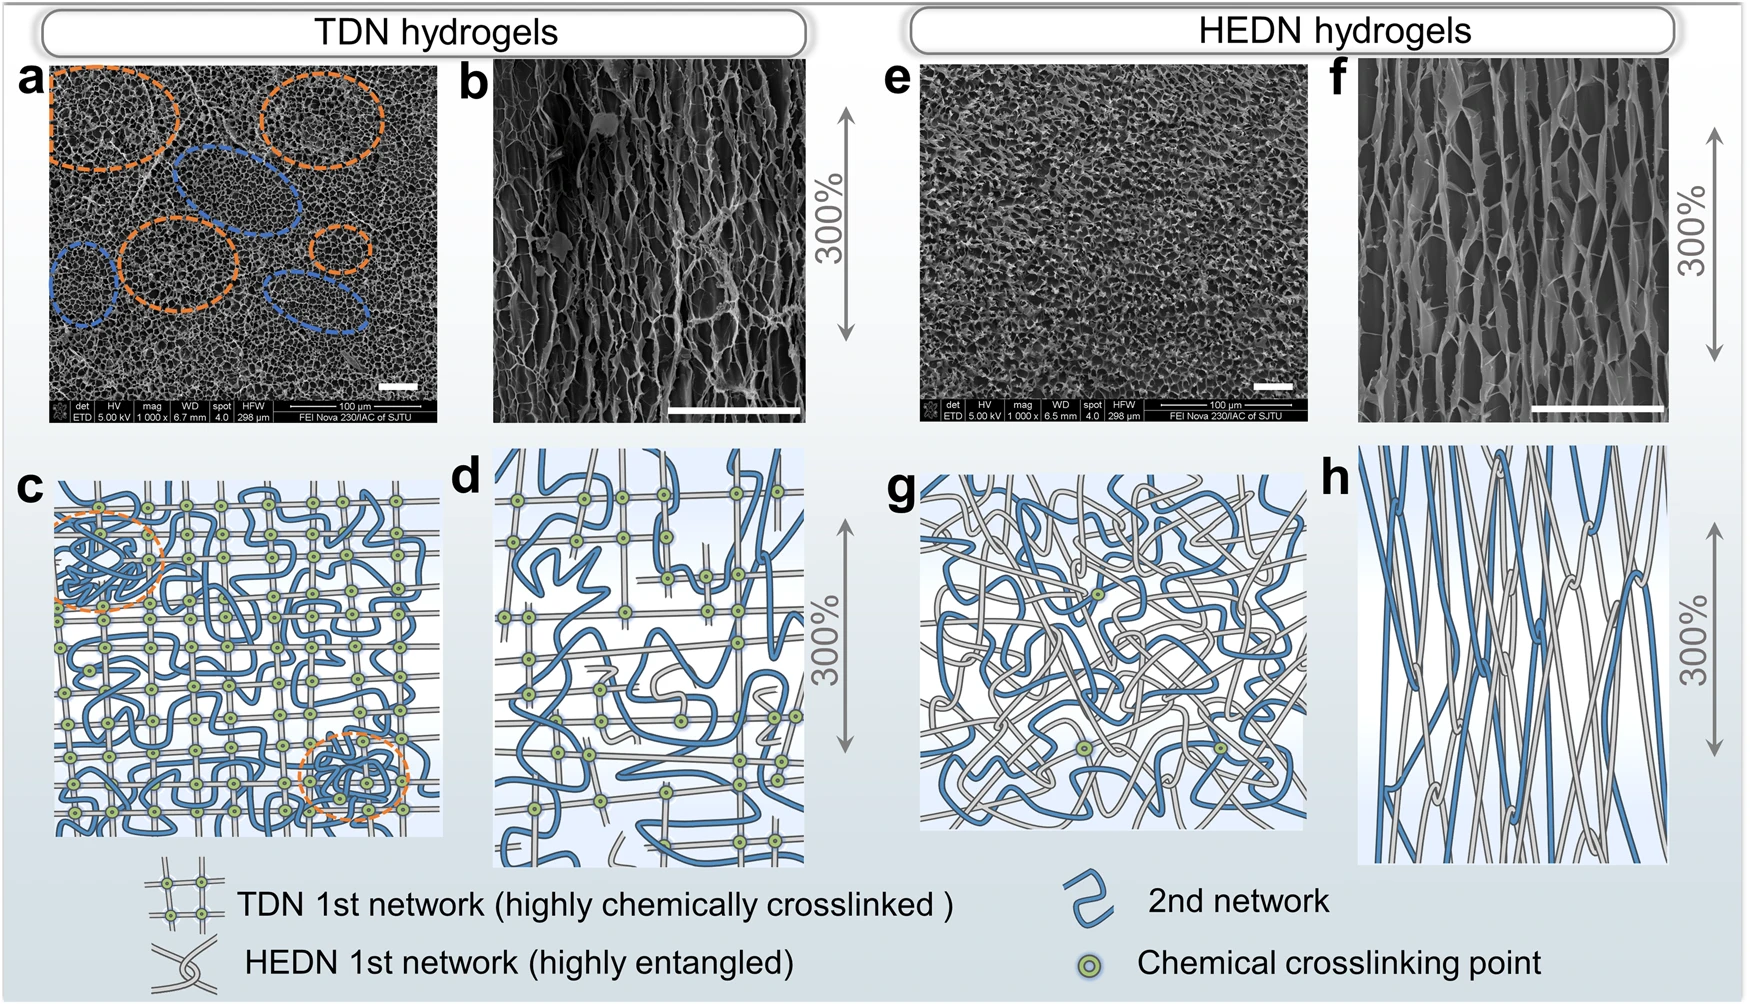 TDN hydrogels
HEDN hydrogels
a
b
300%
e
f
300%
det HV mag WD spot HFW 100 µm
ETD 5.00 kV 1 000 x 6.7 mm 4.0 298 µm FEI Nova 230/IAC of SJTU
det HV mag WD spot HFW 100 µm
ETD 5.00 kV 1 000 x 6.5 mm 4.0 298 µm FEI Nova 230/IAC of SJTU
c
d
300%
g
h
300%
TDN 1st network (highly chemically crosslinked )
2nd network
HEDN 1st network (highly entangled)
Chemical crosslinking point